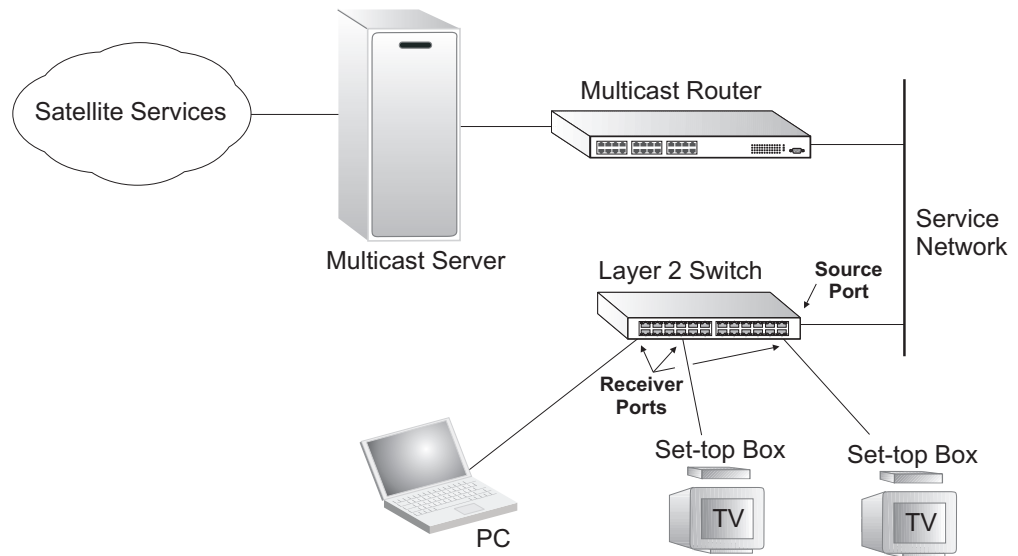 Satellite Services
Multicast Server
Multicast Router
Service
Network
Layer 2 Switch
Source
Port
Receiver
Ports
PC
Set-top Box
TV
Set-top Box
TV